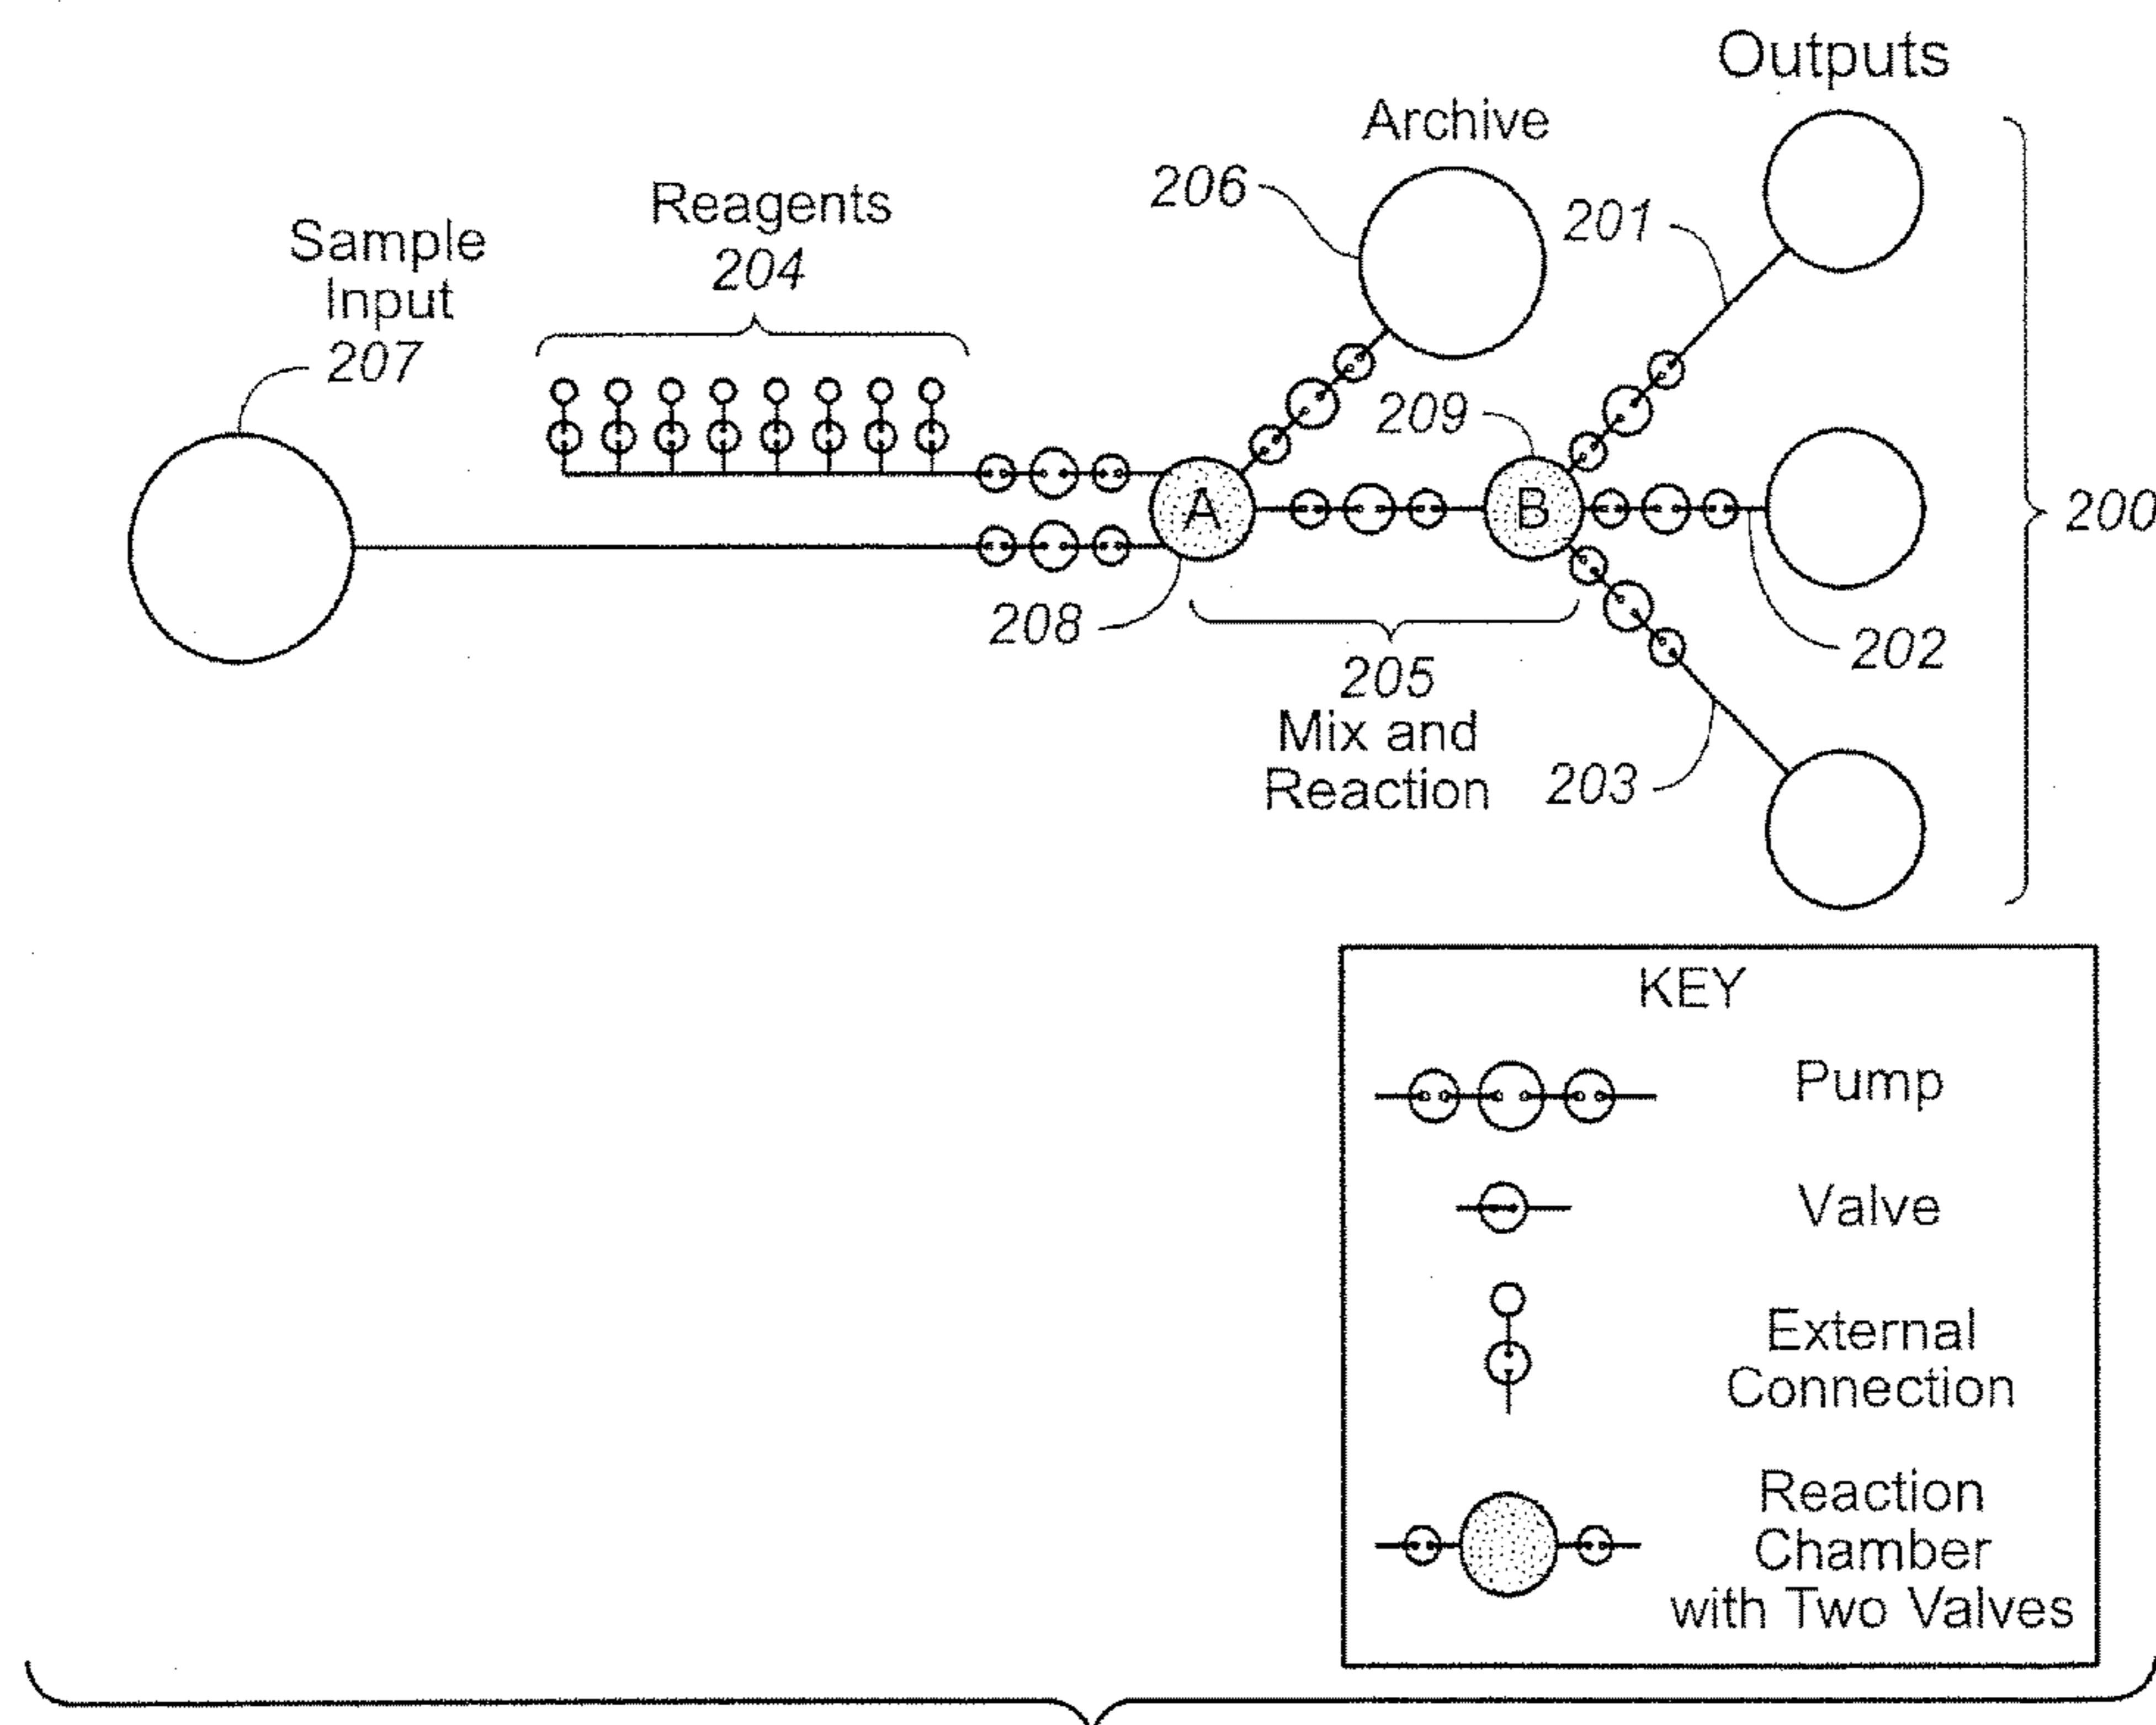 Outputs
Archive
206
201
Reagents
204
Sample
Input
207
209
A
B
200
208
202
205
Mix and
Reaction
203
KEY
Pump
Valve
External
Connection
Reaction
Chamber
with Two Valves